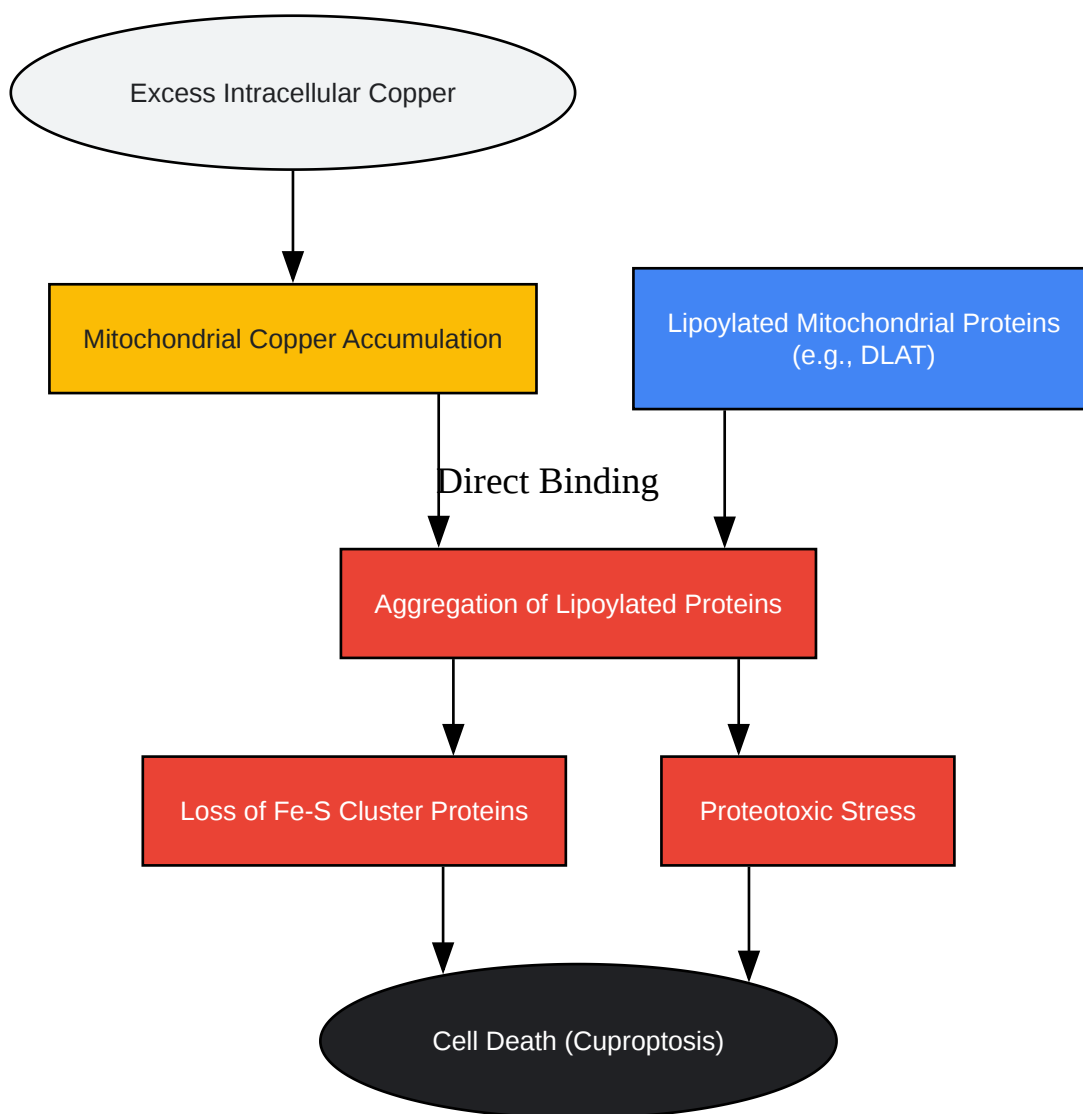 Excess Intracellular Copper
Mitochondrial Copper Accumulation
Lipoylated Mitochondrial Proteins
(e.g., DLAT)
Direct Binding
Aggregation of Lipoylated Proteins
Loss of Fe-S Cluster Proteins
Proteotoxic Stress
Cell Death (Cuproptosis)